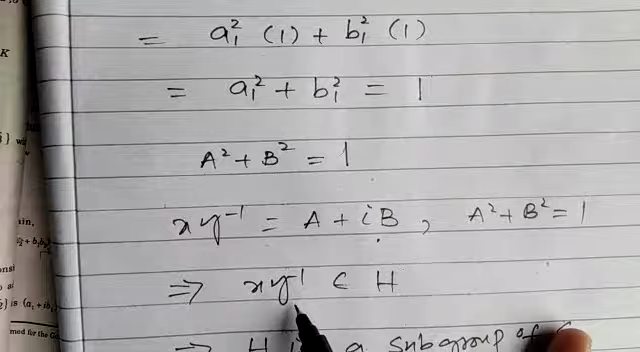 = a₁² (1) + b₁² (1)
= a₁² + b₁² = 1
A² + B² = 1
xy⁻¹ = A + iB, A² + B² = 1
⇒ xy⁻¹ ∈ H
⇒ H is a subgroup of